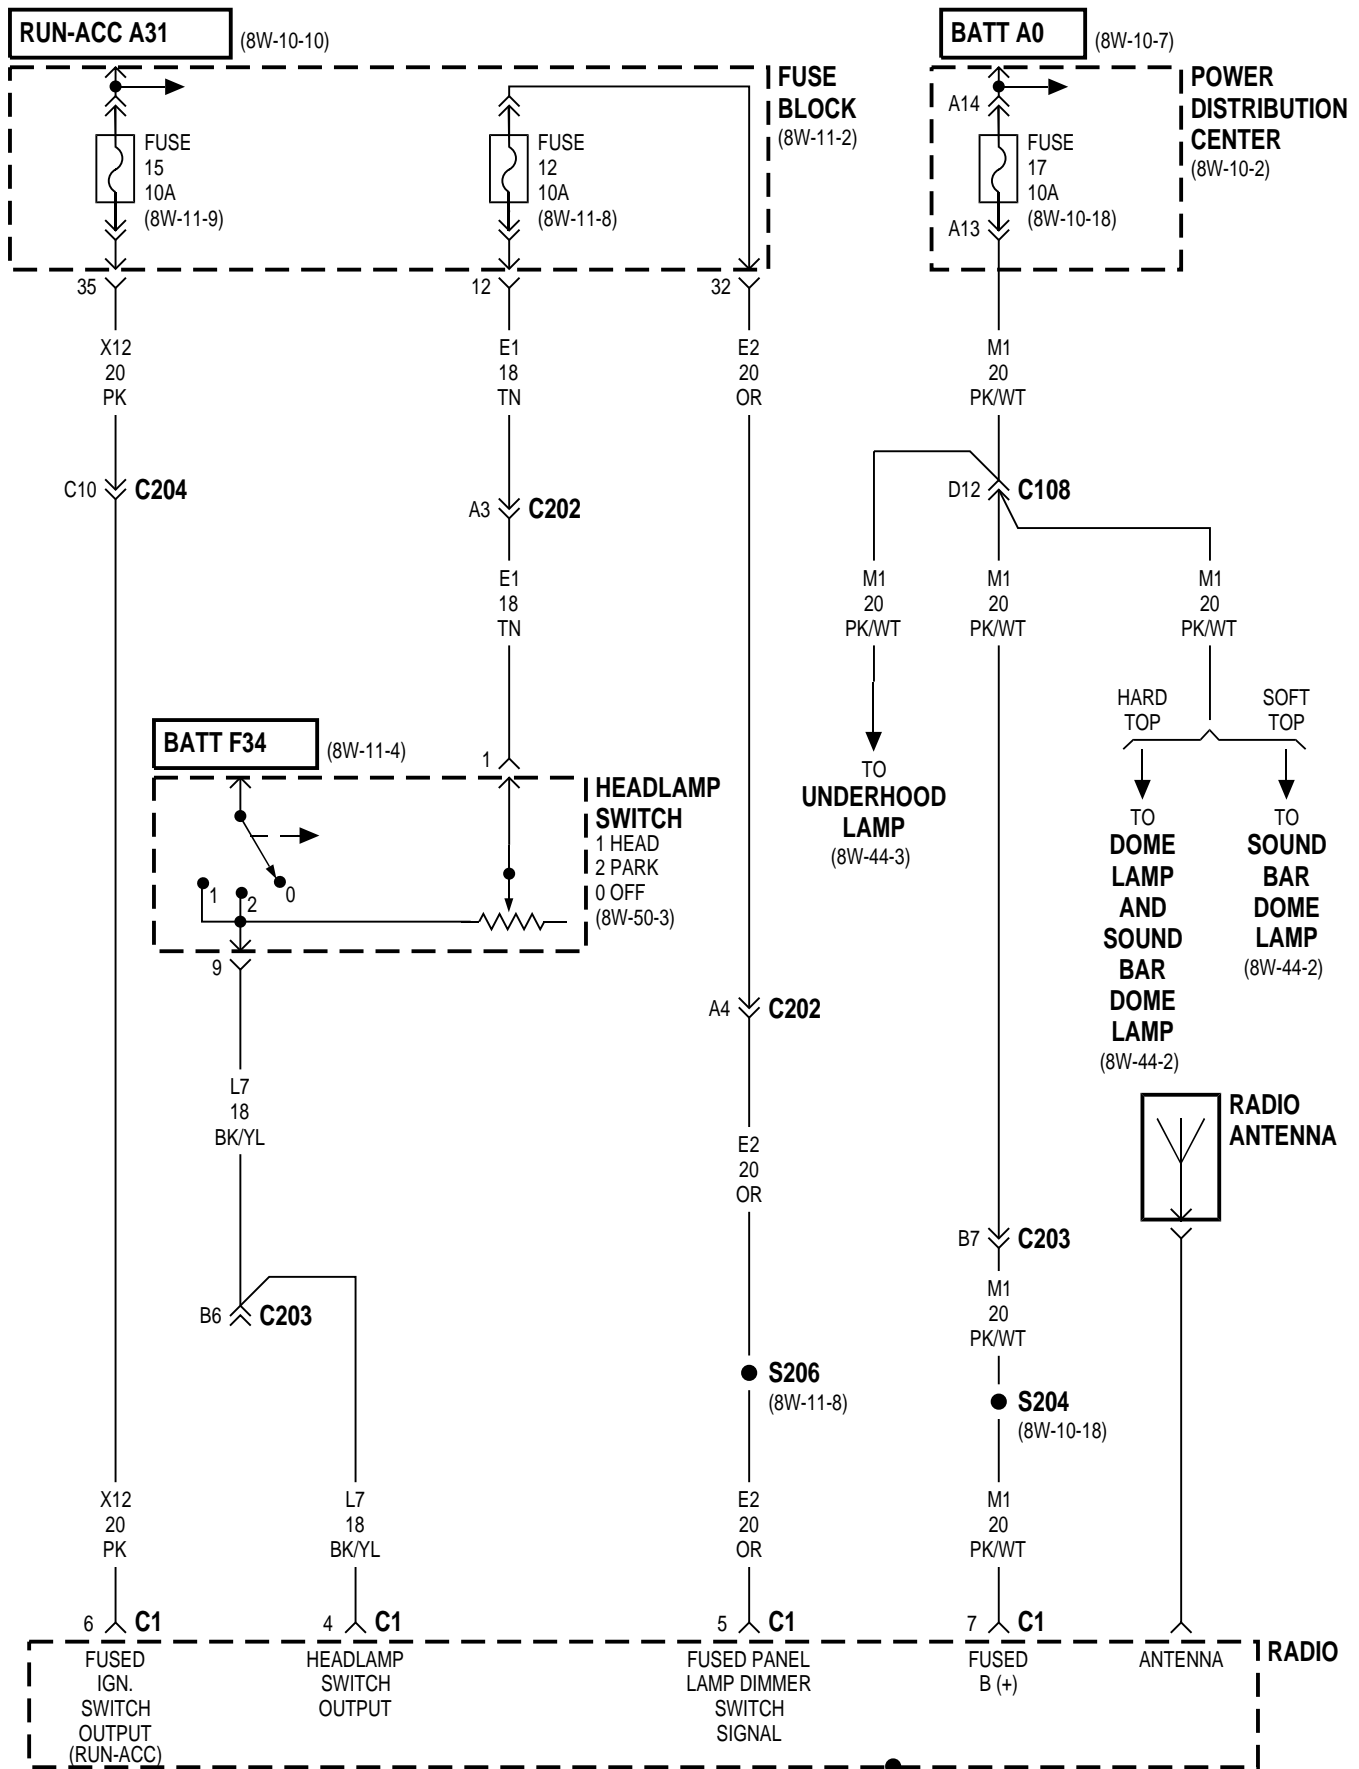 RUN-ACC A31
(8W-10-10)
BATT A0
(8W-10-7)
FUSE
BLOCK
(8W-11-2)
POWER
DISTRIBUTION
CENTER
(8W-10-2)
FUSE
15
10A
(8W-11-9)
FUSE
12
10A
(8W-11-8)
A14
FUSE
17
10A
(8W-10-18)
A13
35
12
32
X12
20
PK
E1
18
TN
E2
20
OR
M1
20
PK/WT
C10
C204
A3
C202
D12
C108
E1
18
TN
M1
20
PK/WT
M1
20
PK/WT
M1
20
PK/WT
HARD
TOP
SOFT
TOP
BATT F34
(8W-11-4)
1
HEADLAMP
SWITCH
1 HEAD
2 PARK
0 OFF
(8W-50-3)
1
2
0
9
TO
UNDERHOOD
LAMP
(8W-44-3)
TO
DOME
LAMP
AND
SOUND
BAR
DOME
LAMP
(8W-44-2)
TO
SOUND
BAR
DOME
LAMP
(8W-44-2)
A4
C202
L7
18
BK/YL
E2
20
OR
RADIO
ANTENNA
B7
C203
M1
20
PK/WT
B6
C203
S206
(8W-11-8)
S204
(8W-10-18)
X12
20
PK
L7
18
BK/YL
E2
20
OR
M1
20
PK/WT
6
C1
4
C1
5
C1
7
C1
RADIO
FUSED
IGN.
SWITCH
OUTPUT
(RUN-ACC)
HEADLAMP
SWITCH
OUTPUT
FUSED PANEL
LAMP DIMMER
SWITCH
SIGNAL
FUSED
B (+)
ANTENNA